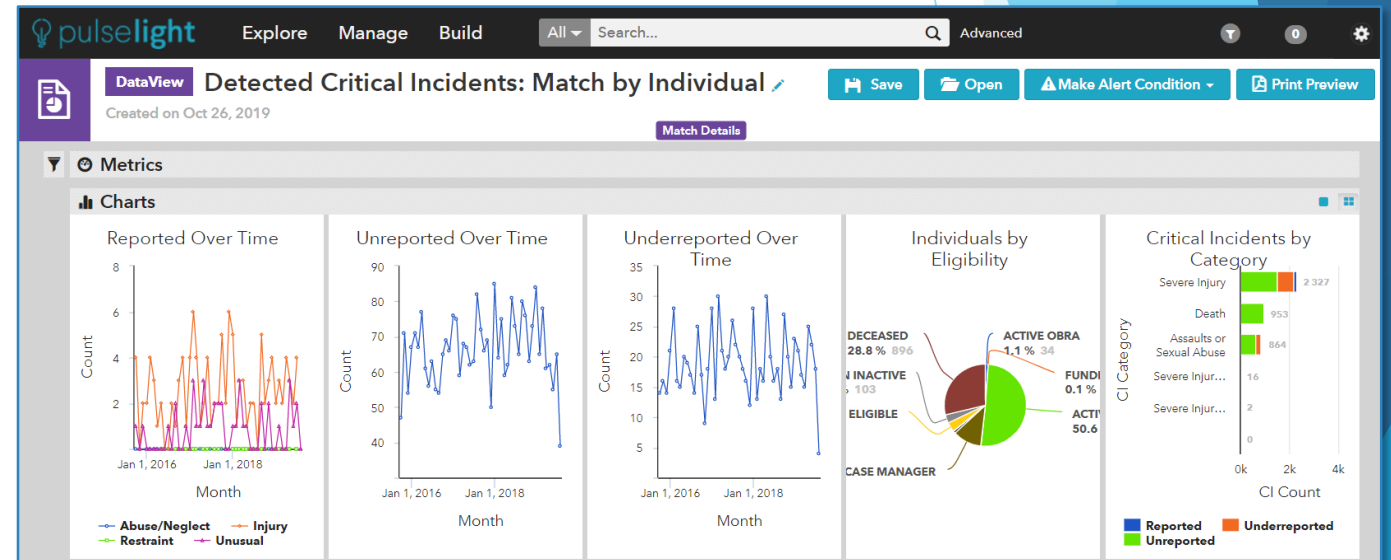 pulselight Explore Manage Build All Search... Advanced 0
DataView Detected Critical Incidents: Match by Individual
Save Open Make Alert Condition Print Preview
Created on Oct 26, 2019
Match Details
Metrics
Charts
Reported Over Time
8
6
4
2
Count
Jan 1, 2016 Jan 1, 2018
Month
Abuse/Neglect Injury
Restraint Unusual
Unreported Over Time
90
80
70
60
50
40
Count
Jan 1, 2016 Jan 1, 2018
Month
Underreported Over
Time
35
30
25
20
15
10
5
Count
Jan 1, 2016 Jan 1, 2018
Month
Individuals by
Eligibility
DECEASED
28.8 % 896
ACTIVE OBRA
1.1 % 34
N INACTIVE
% 103
FUNDI
0.1 %
ELIGIBLE
ACTI
50.6
CASE MANAGER
Critical Incidents by
Category
CI Category
Severe Injury 2 327
Death 953
Assaults or
Sexual Abuse 864
Severe Injur... 16
Severe Injur... 2
0
0k 2k 4k
CI Count
Reported Underreported
Unreported